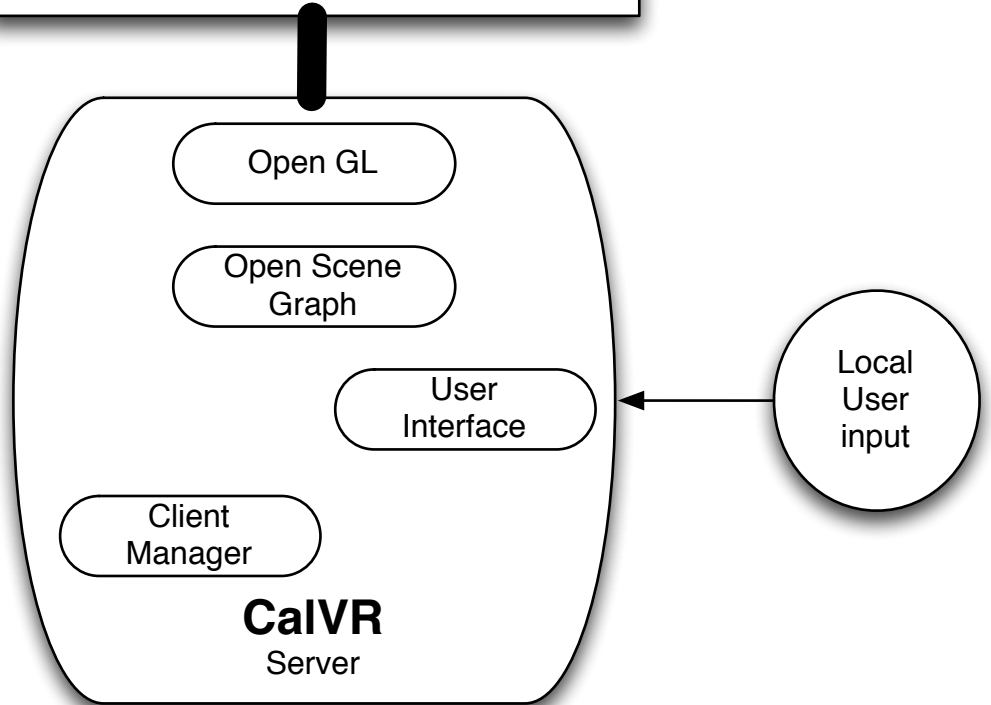 Open GL
Open Scene
Graph
User
Interface
Local
User
input
Client
Manager
CalVR
Server